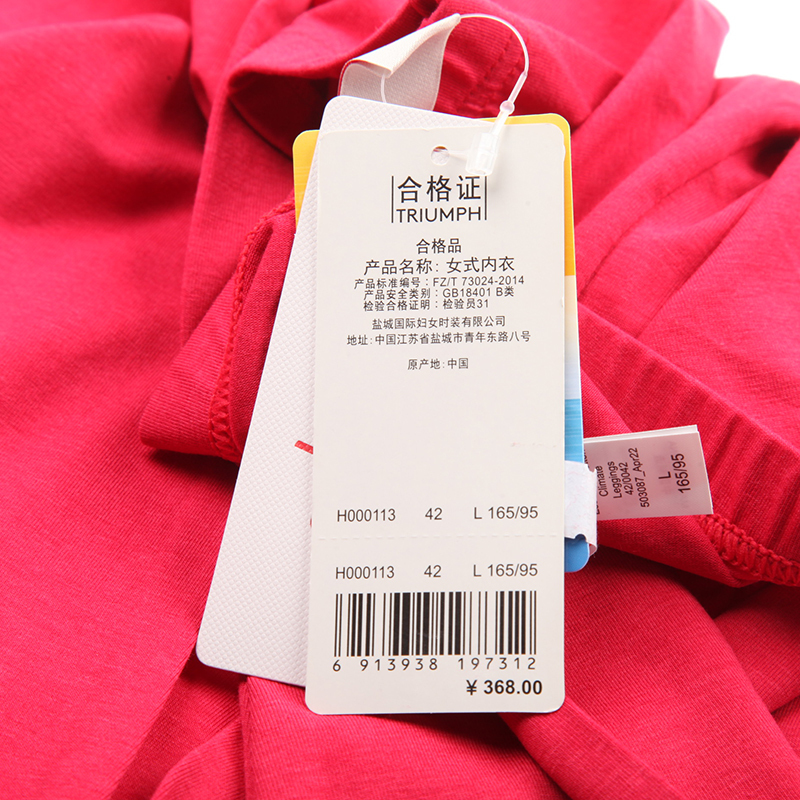 合格证
TRIUMPH
合格品
产品名称: 女式内衣
产品标准编号: FZ/T 73024-2014
产品安全类别: GB18401 B类
检验合格证明: 检验员31
盐城国际妇女时装有限公司
地址: 中国江苏省盐城市青年东路八号
原产地: 中国
H000113 42 L 165/95
H000113 42 L 165/95
6 913938 197312
¥ 368.00
Climate
Leggings
42/0042
503087_Apr22
L
165/95